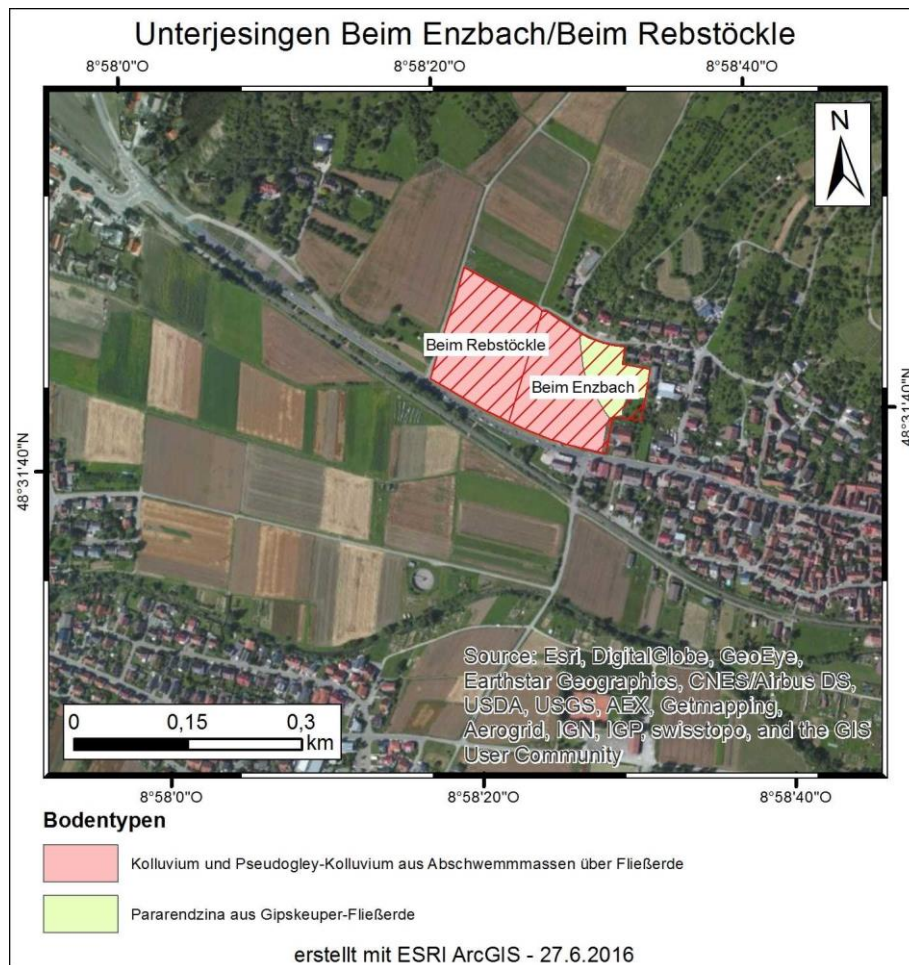 Unterjesingen Beim Enzbach/Beim Rebstöckle
8°58'0"O
8°58'20"O
8°58'40"O
N
Beim Rebstöckle
Beim Enzbach
48°31'40"N
48°31'40"N
Source: Esri, DigitalGlobe, GeoEye,
Earthstar Geographics, CNES/Airbus DS,
USDA, USGS, AEX, Getmapping,
Aerogrid, IGN, IGP, swisstopo, and the GIS
User Community
0 0,15 0,3
km
8°58'0"O
8°58'20"O
8°58'40"O
Bodentypen
Kolluvium und Pseudogley-Kolluvium aus Abschwemmmassen über Fließerde
Pararendzina aus Gipskeuper-Fließerde
erstellt mit ESRI ArcGIS - 27.6.2016